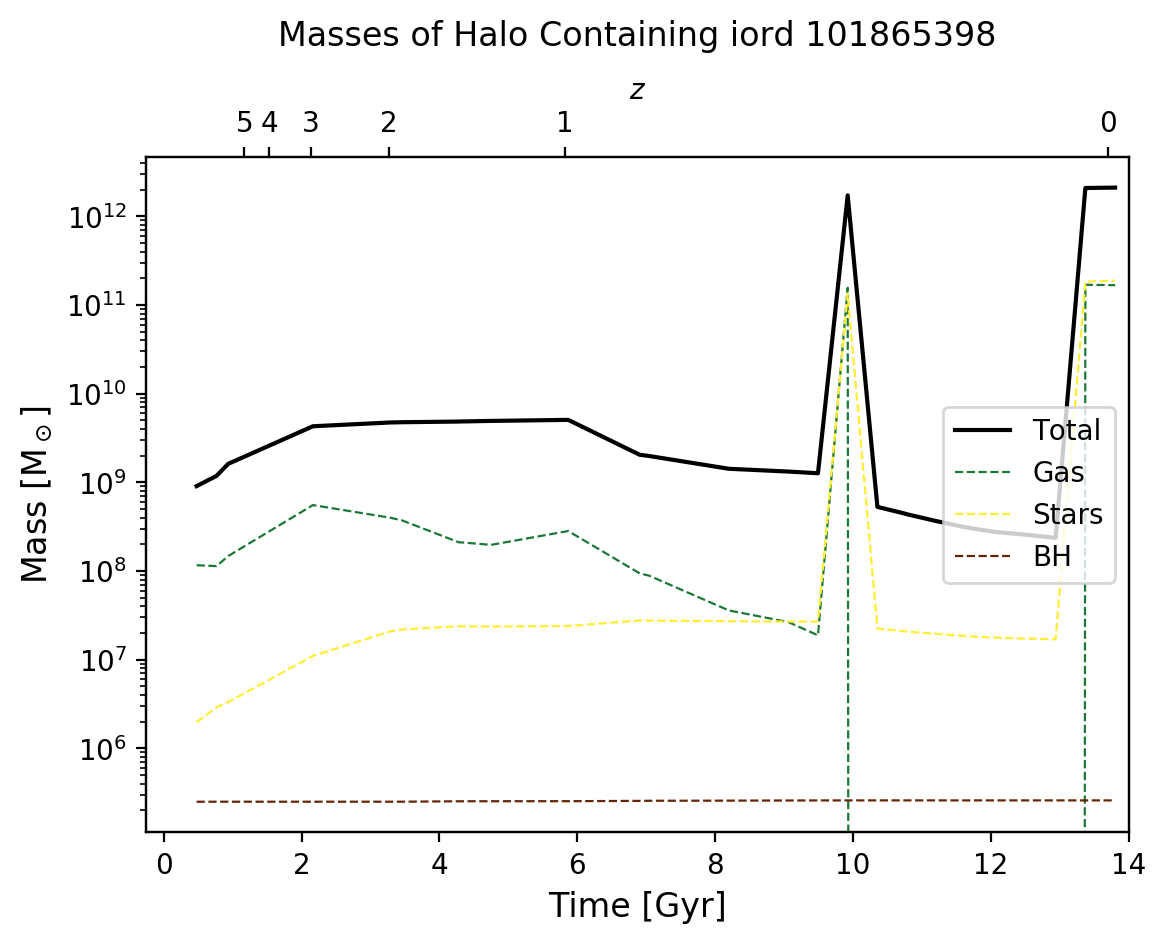 Masses of Halo Containing iord 101865398
z
5 4 3 2 1 0
10¹²
10¹¹
10¹⁰
10⁹
10⁸
10⁷
10⁶
Mass [M⊙]
Total
Gas
Stars
BH
0 2 4 6 8 10 12 14
Time [Gyr]